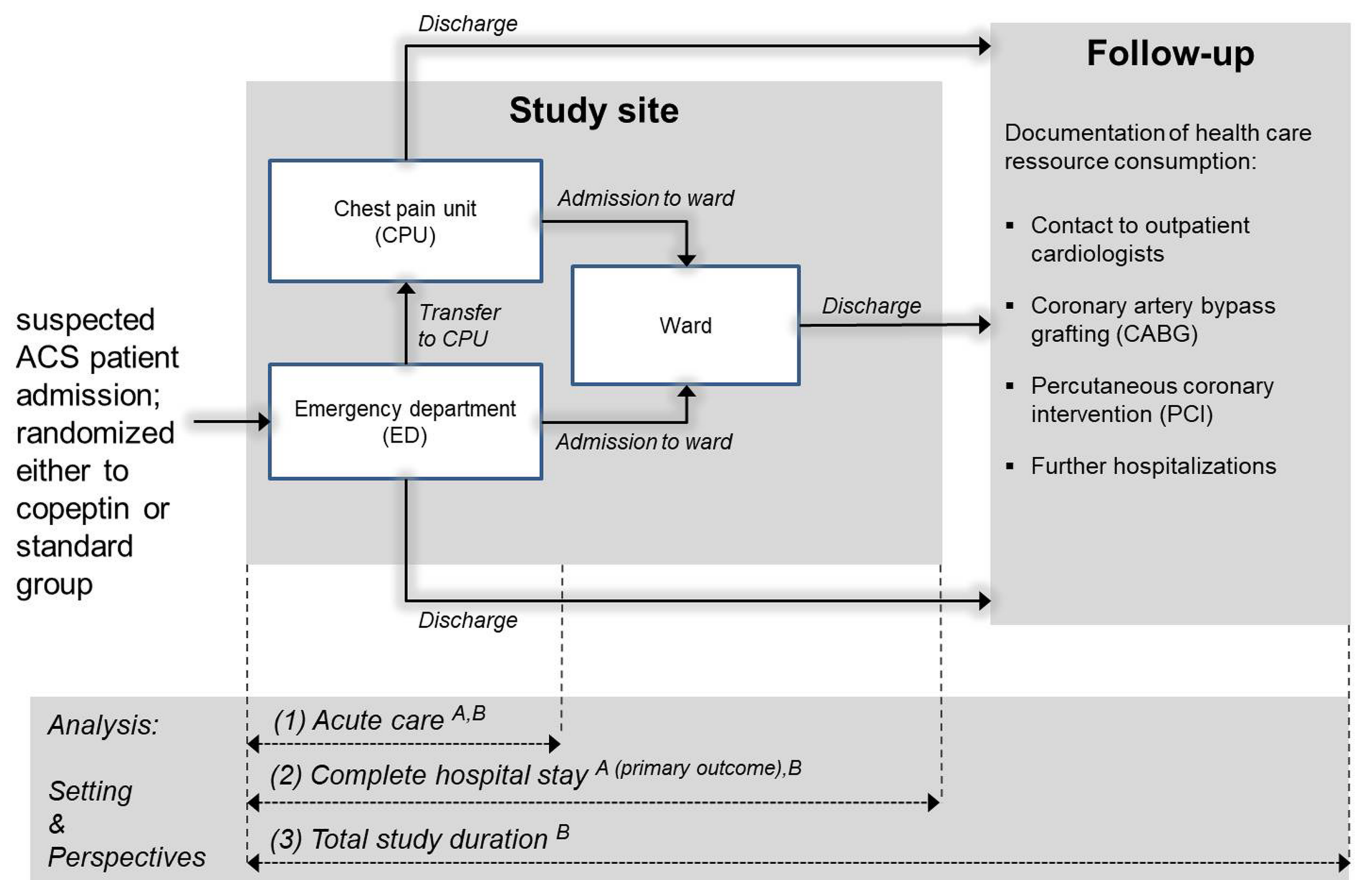 Discharge
Follow-up
Study site
Documentation of health care
ressource consumption:
Chest pain unit
(CPU)
Admission to ward
▪ Contact to outpatient
cardiologists
suspected
ACS patient
admission;
randomized
either to
copeptin or
standard
group
Transfer
to CPU
Ward
Discharge
▪ Coronary artery bypass
grafting (CABG)
Emergency department
(ED)
Admission to ward
▪ Percutaneous coronary
intervention (PCI)
▪ Further hospitalizations
Discharge
Analysis:
(1) Acute care A,B
Setting
&
Perspectives
(2) Complete hospital stay A (primary outcome),B
(3) Total study duration B